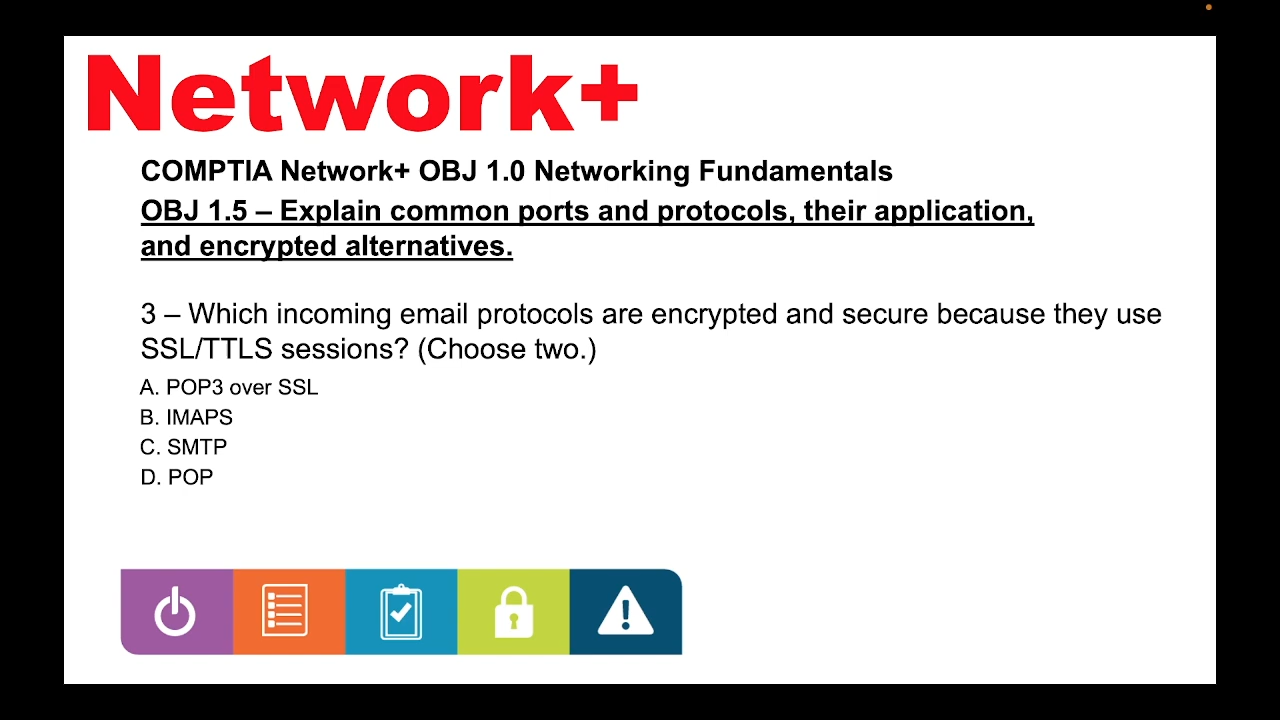 Network+
COMPTIA Network+ OBJ 1.0 Networking Fundamentals
OBJ 1.5 – Explain common ports and protocols, their application,
and encrypted alternatives.
3 – Which incoming email protocols are encrypted and secure because they use
SSL/TTLS sessions? (Choose two.)
A. POP3 over SSL
B. IMAPS
C. SMTP
D. POP